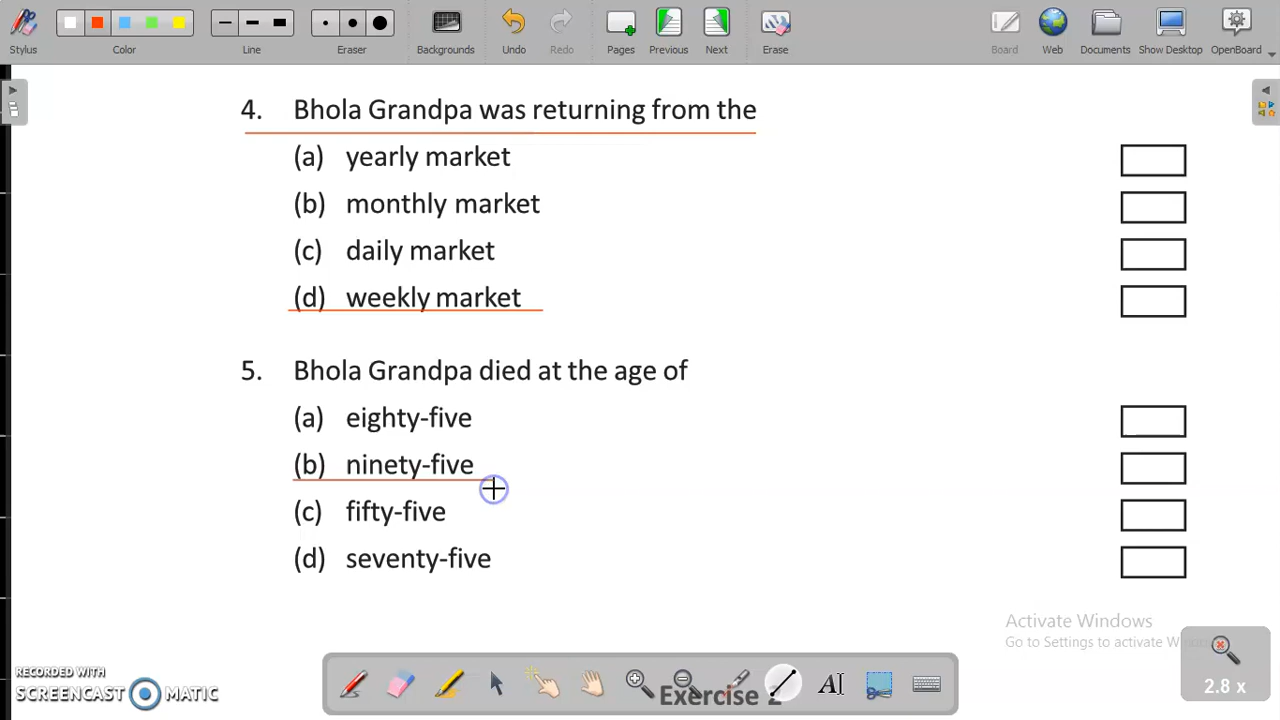 Stylus Color Line Eraser Backgrounds Undo Redo Pages Previous Next Erase Board Web Documents Show Desktop OpenBoard
4. Bhola Grandpa was returning from the
(a) yearly market
(b) monthly market
(c) daily market
(d) weekly market
5. Bhola Grandpa died at the age of
(a) eighty-five
(b) ninety-five
(c) fifty-five
(d) seventy-five
Activate Windows
Go to Settings to activate
RECORDED WITH
SCREENCAST MATIC
Exercise 2
2.8 x